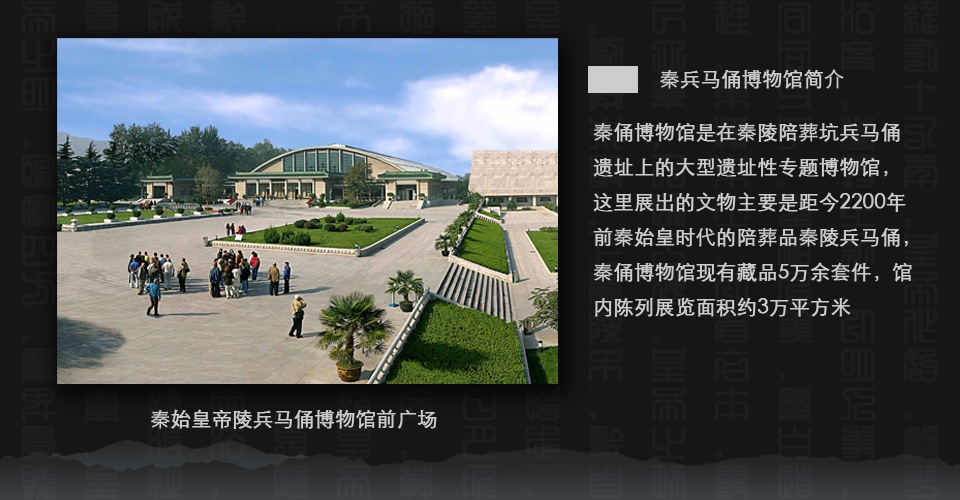 秦兵马俑博物馆简介
秦俑博物馆是在秦陵陪葬坑兵马俑
遗址上的大型遗址性专题博物馆，
这里展出的文物主要是距今2200年
前秦始皇时代的陪葬品秦陵兵马俑，
秦俑博物馆现有藏品5万余套件，馆
内陈列展览面积约3万平方米
秦始皇帝陵兵马俑博物馆前广场